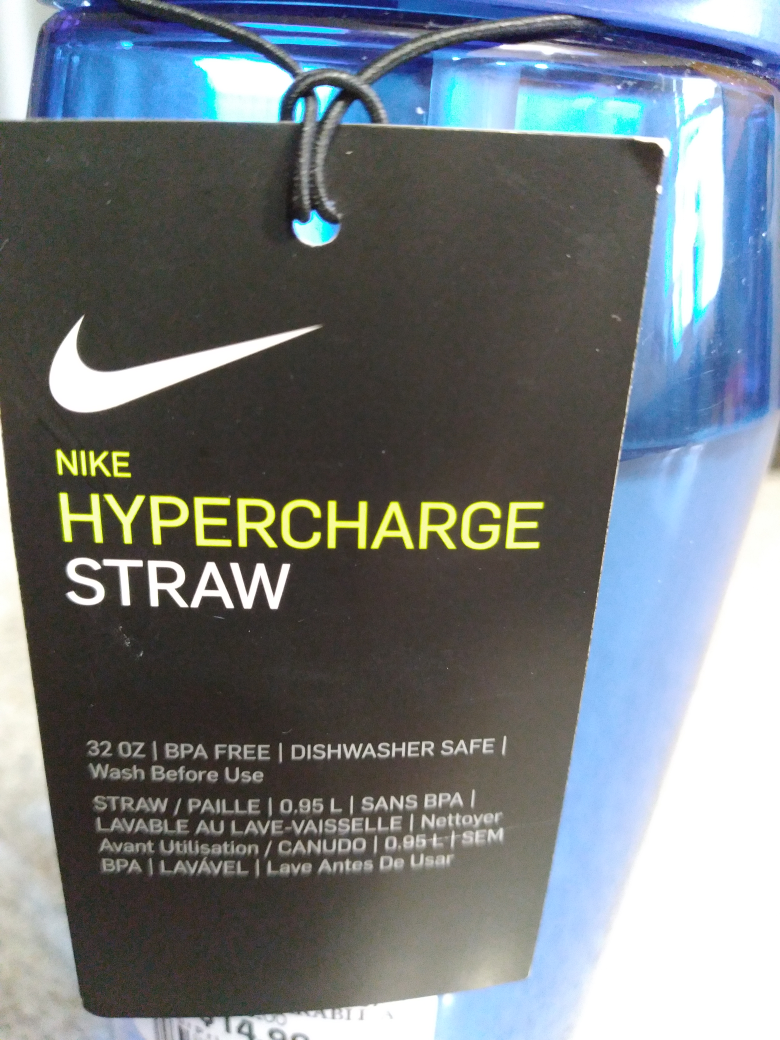 NIKE
HYPERCHARGE
STRAW
32 OZ | BPA FREE | DISHWASHER SAFE |
Wash Before Use
STRAW / PAILLE | 0.95 L | SANS BPA |
LAVABLE AU LAVE-VAISSELLE | Nettoyer
Avant Utilisation / CANUDO | 0.95 L | SEM
BPA | LAVÁVEL | Lave Antes De Usar